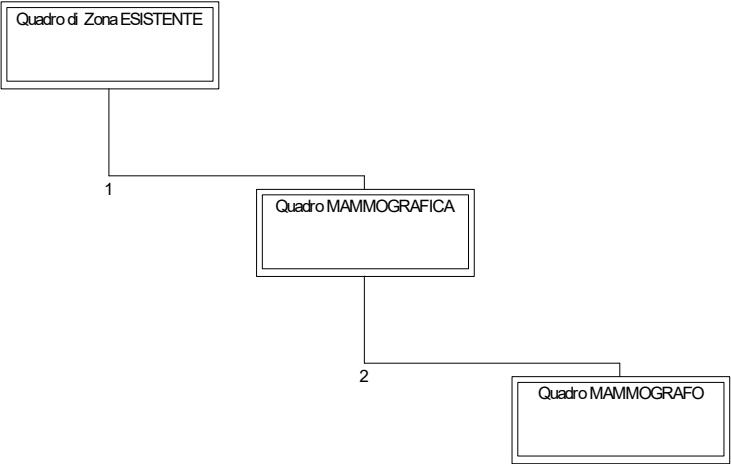 Quadro di Zona ESISTENTE
1
Quadro MAMMOGRAFICA
2
Quadro MAMMOGRAFO